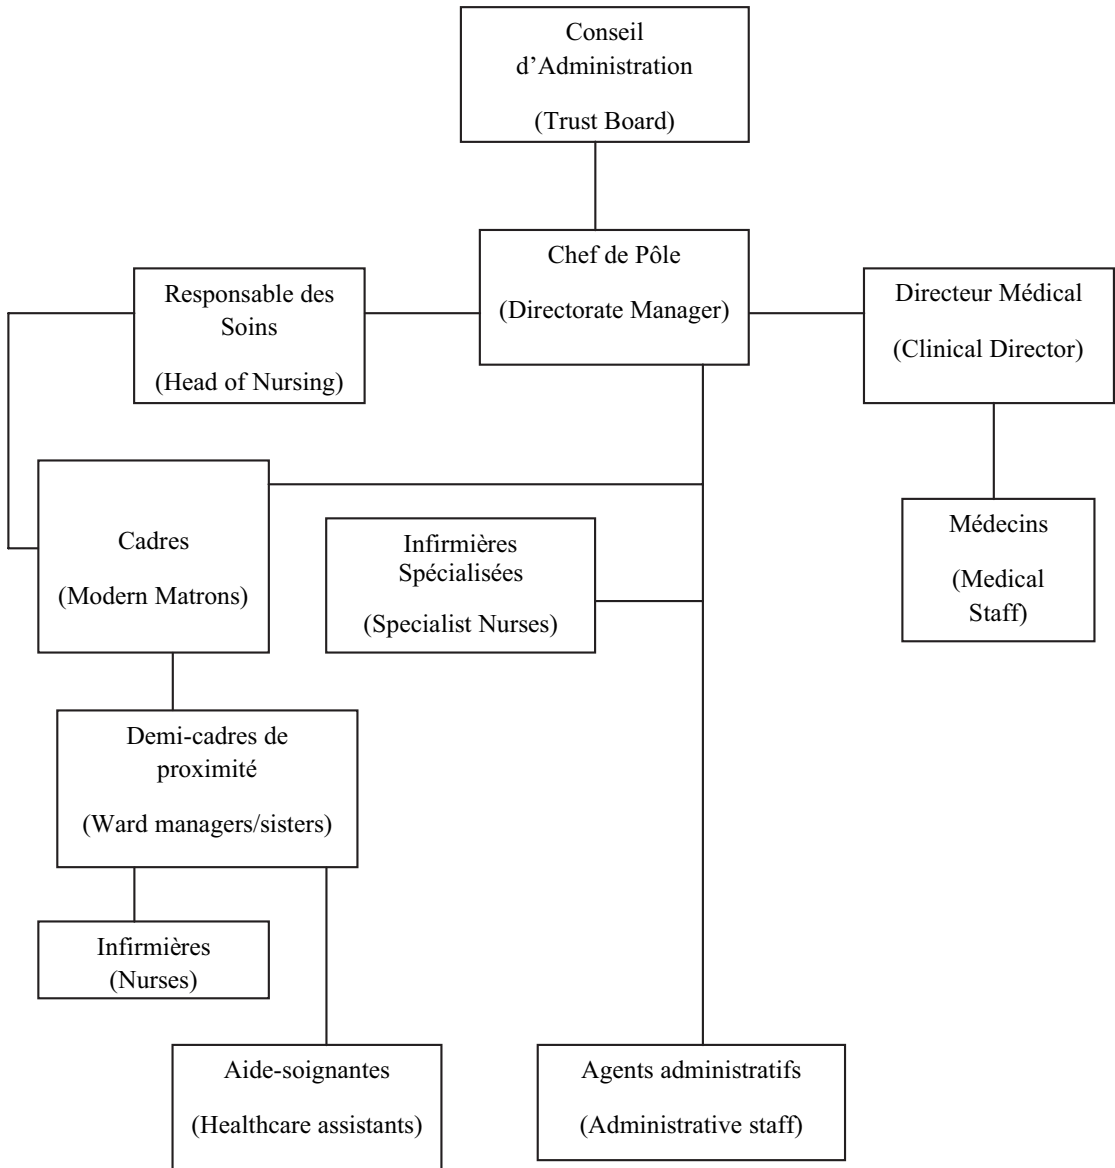 Conseil
d’Administration
(Trust Board)
Chef de Pôle
(Directorate Manager)
Responsable des
Soins
(Head of Nursing)
Directeur Médical
(Clinical Director)
Cadres
(Modern Matrons)
Infirmières
Spécialisées
(Specialist Nurses)
Médecins
(Medical
Staff)
Demi-cadres de
proximité
(Ward managers/sisters)
Infirmières
(Nurses)
Aide-soignantes
(Healthcare assistants)
Agents administratifs
(Administrative staff)